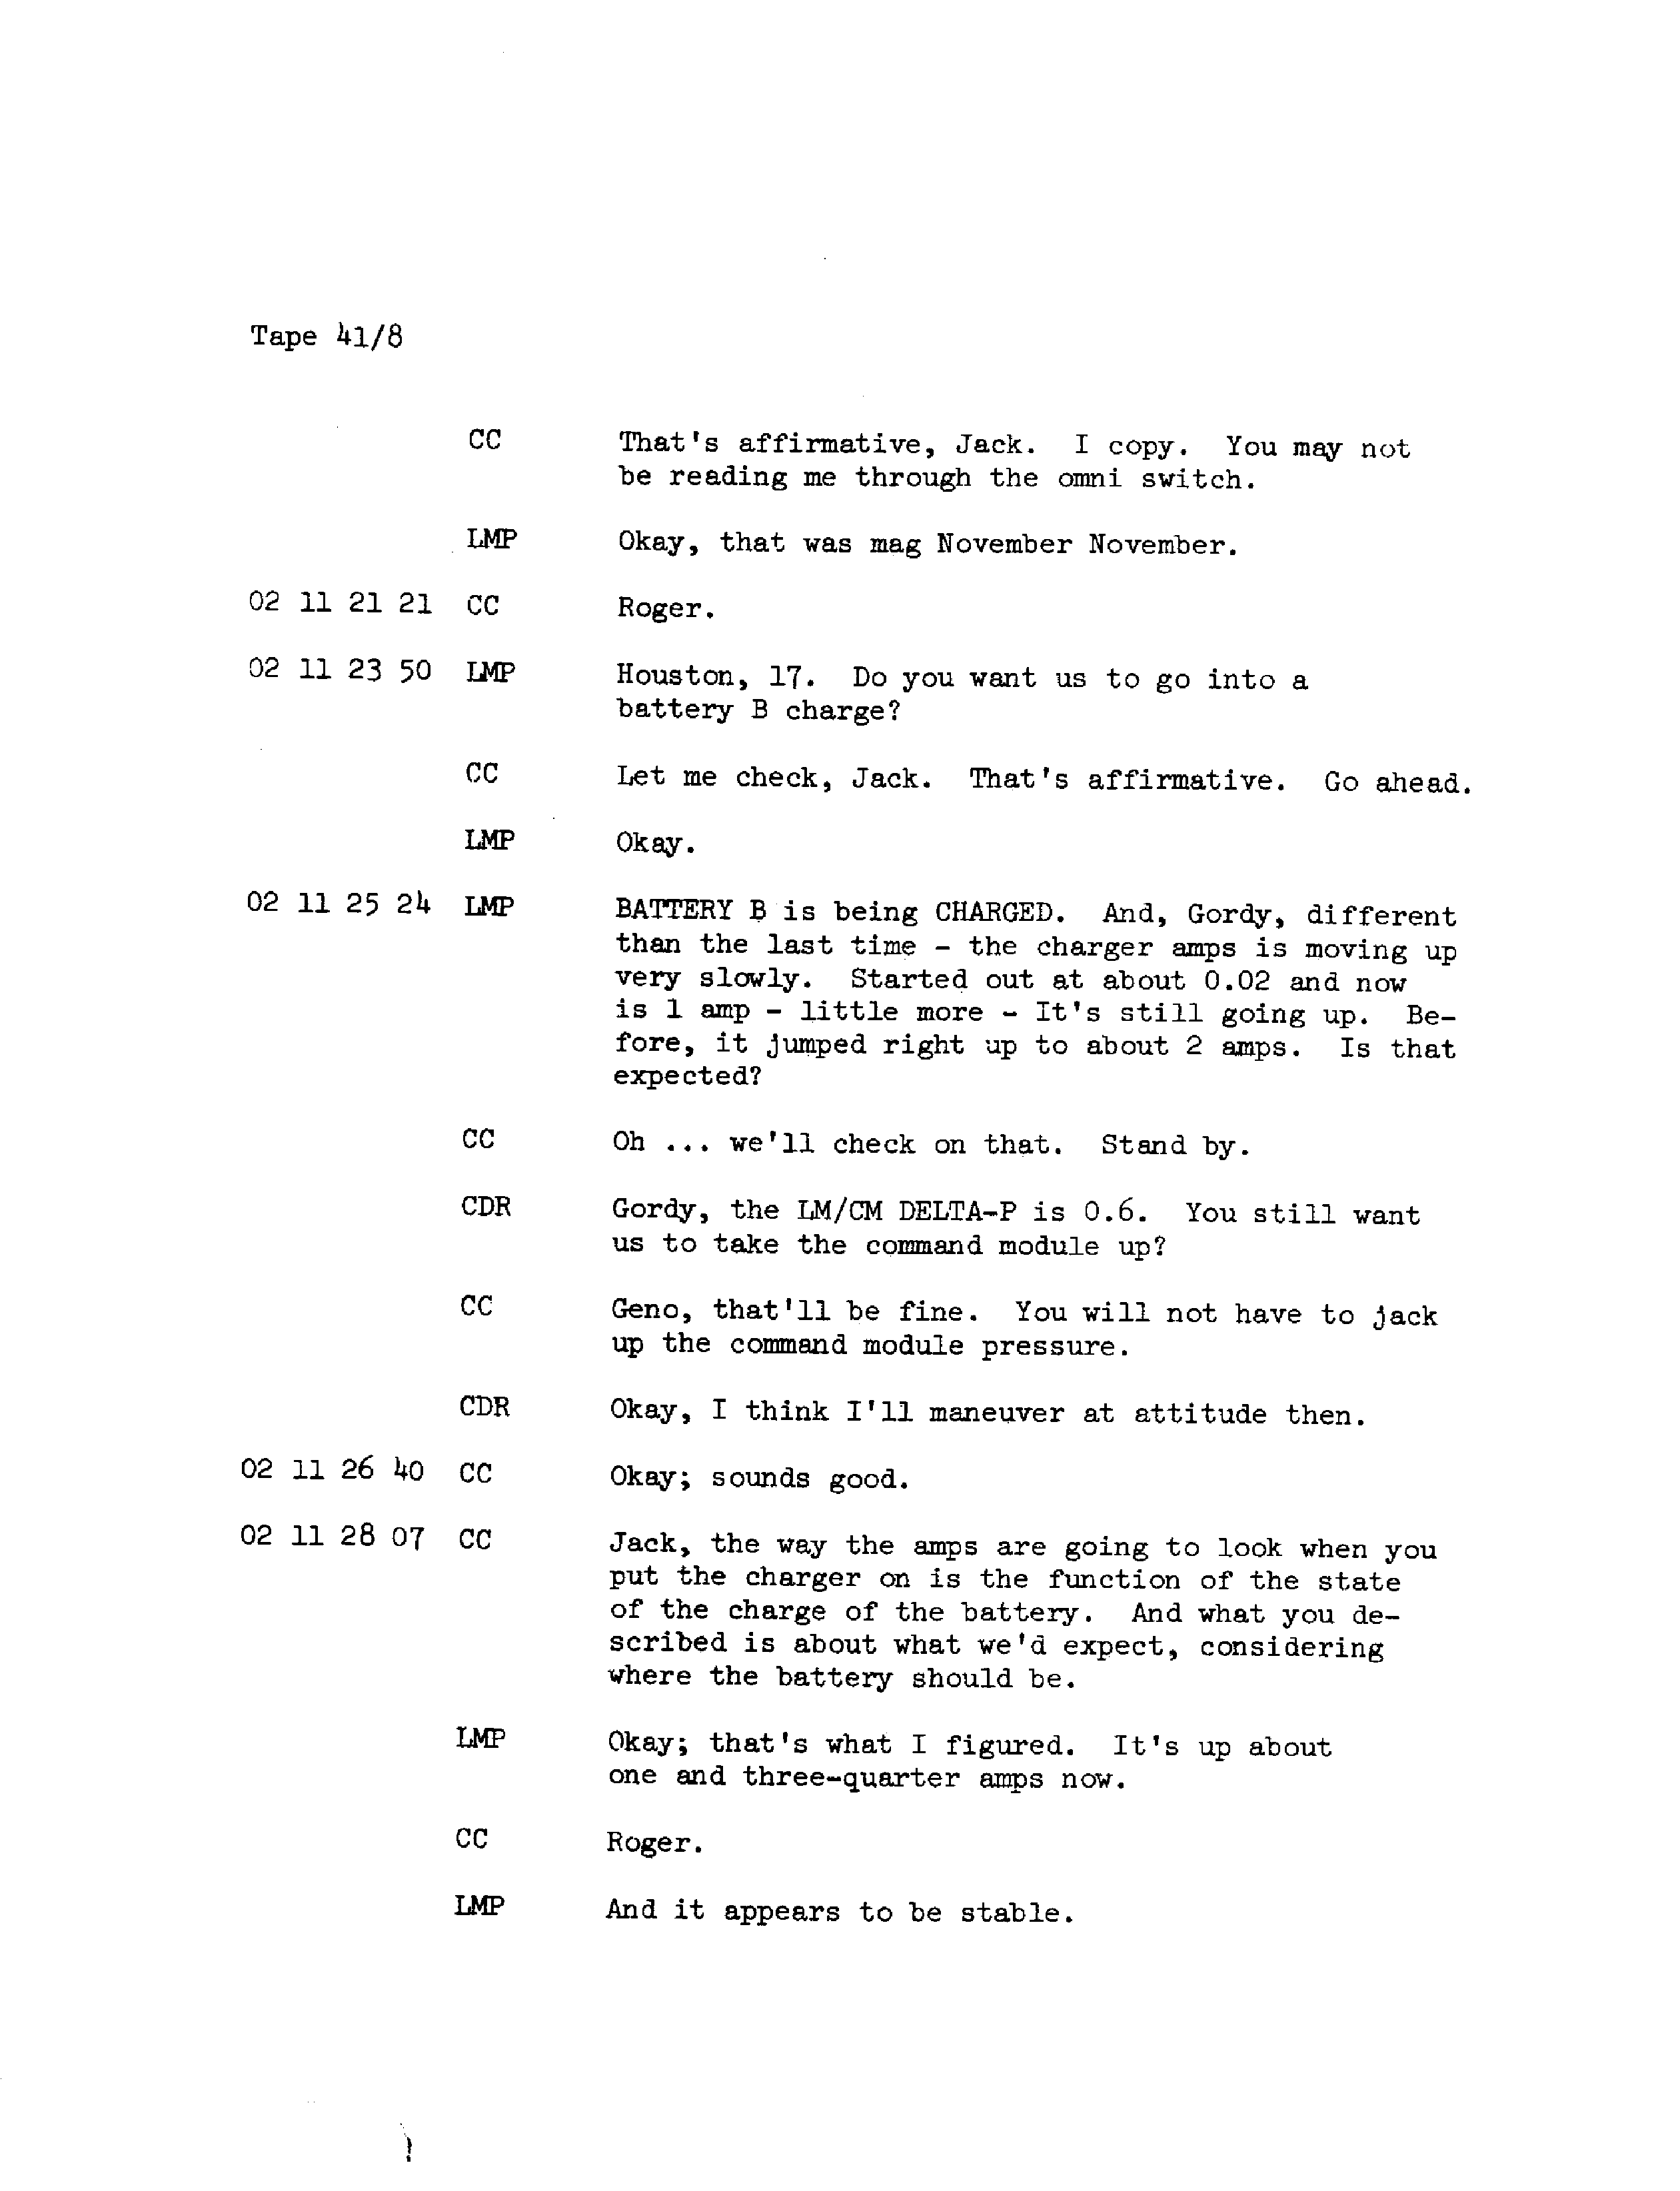 Tape 41/8
CC That's affirmative, Jack. I copy. You may not
be reading me through the omni switch.
LMP Okay, that was mag November November.
02 11 21 21 CC Roger.
02 11 23 50 LMP Houston, 17. Do you want us to go into a
battery B charge?
CC Let me check, Jack. That's affirmative. Go ahead.
LMP Okay.
02 11 25 24 LMP BATTERY B is being CHARGED. And, Gordy, different
than the last time - the charger amps is moving up
very slowly. Started out at about 0.02 and now
is 1 amp - little more - It's still going up. Be-
fore, it jumped right up to about 2 amps. Is that
expected?
CC Oh ... we'll check on that. Stand by.
CDR Gordy, the LM/CM DELTA-P is 0.6. You still want
us to take the command module up?
CC Geno, that'll be fine. You will not have to jack
up the command module pressure.
CDR Okay, I think I'll maneuver at attitude then.
02 11 26 40 CC Okay; sounds good.
02 11 28 07 CC Jack, the way the amps are going to look when you
put the charger on is the function of the state
of the charge of the battery. And what you de-
scribed is about what we'd expect, considering
where the battery should be.
LMP Okay; that's what I figured. It's up about
one and three-quarter amps now.
CC Roger.
LMP And it appears to be stable.